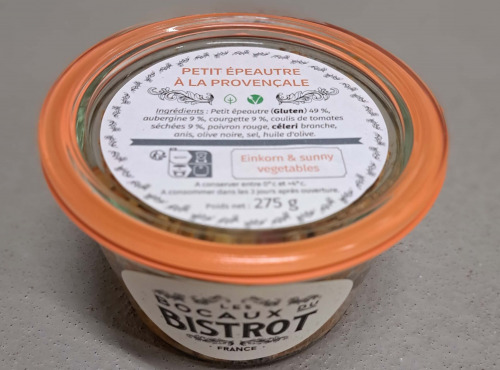 PETIT ÉPEAUTRE
À LA PROVENÇALE
Ingrédients : Petit épeautre (Gluten) 49 %,
aubergine 9 %, courgette 9 %, coulis de tomates
séchées 9 %, poivron rouge, céleri branche,
anis, olive noire, sel, huile d'olive.
Einkorn & sunny
vegetables
A conserver entre 0°c et +4°c.
A consommer dans les 3 jours après ouverture.
Poids net : 275 g
LES
BOCAUX DU
BISTROT
FRANCE